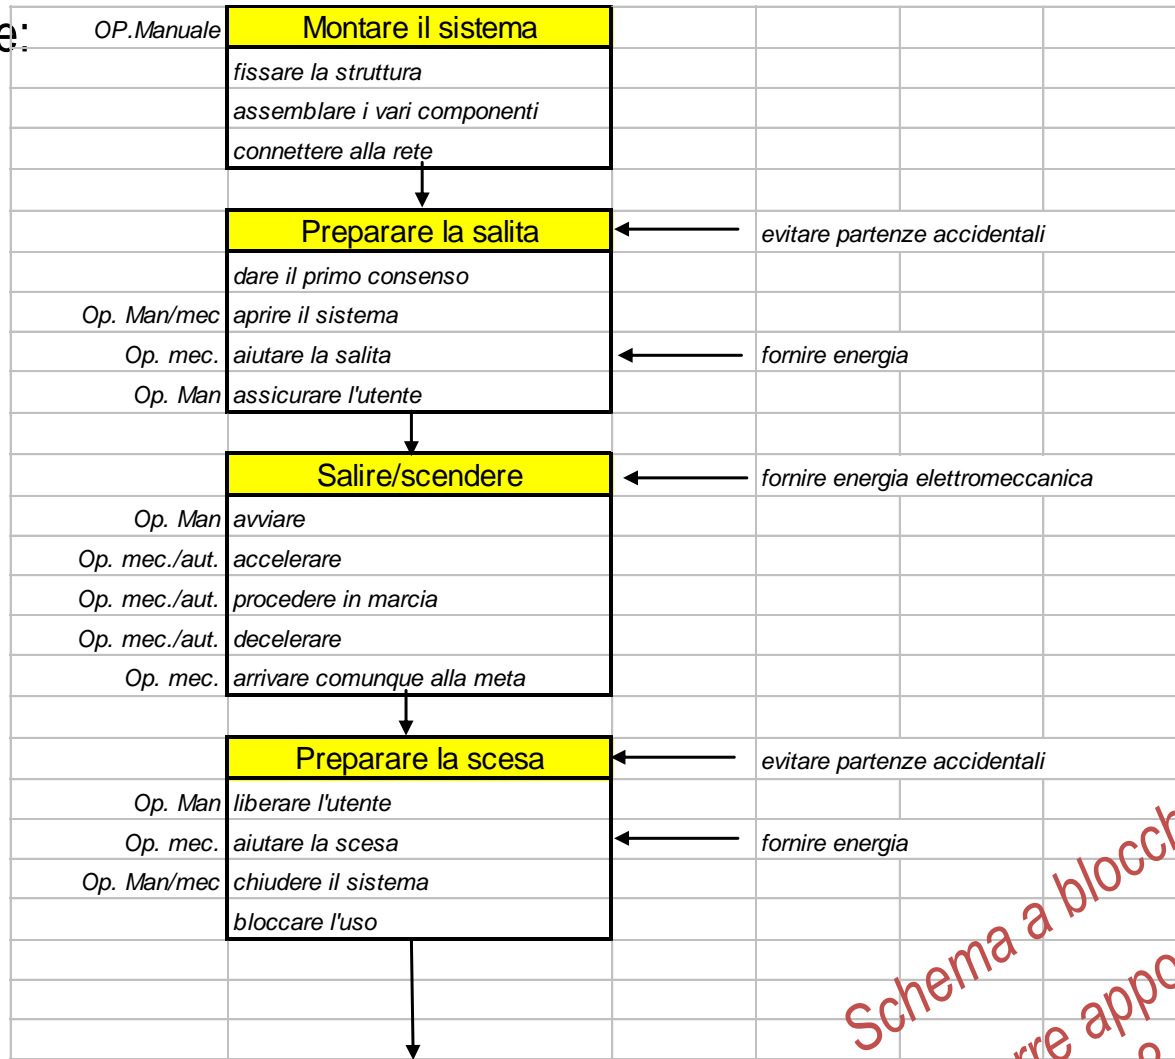 e:
OP.Manuale Montare il sistema
fissare la struttura
assemblare i vari componenti
connettere alla rete
Preparare la salita evitare partenze accidentali
dare il primo consenso
Op. Man/mec aprire il sistema
Op. mec. aiutare la salita fornire energia
Op. Man assicurare l'utente
Salire/scendere fornire energia elettromeccanica
Op. Man avviare
Op. mec./aut. accelerare
Op. mec./aut. procedere in marcia
Op. mec./aut. decelerare
Op. mec. arrivare comunque alla meta
Preparare la scesa evitare partenze accidentali
Op. Man liberare l'utente
Op. mec. aiutare la scesa fornire energia
Op. Man/mec chiudere il sistema
bloccare l'uso
Schema a blocch